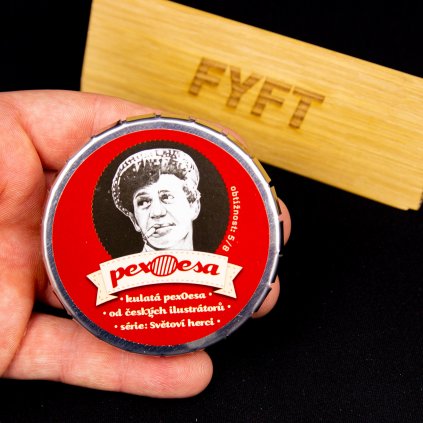 FYFT
obtížnost: 5/8
pexOesa
• kulatá pexOesa •
• od českých ilustrátorů •
• série: Světoví herci •